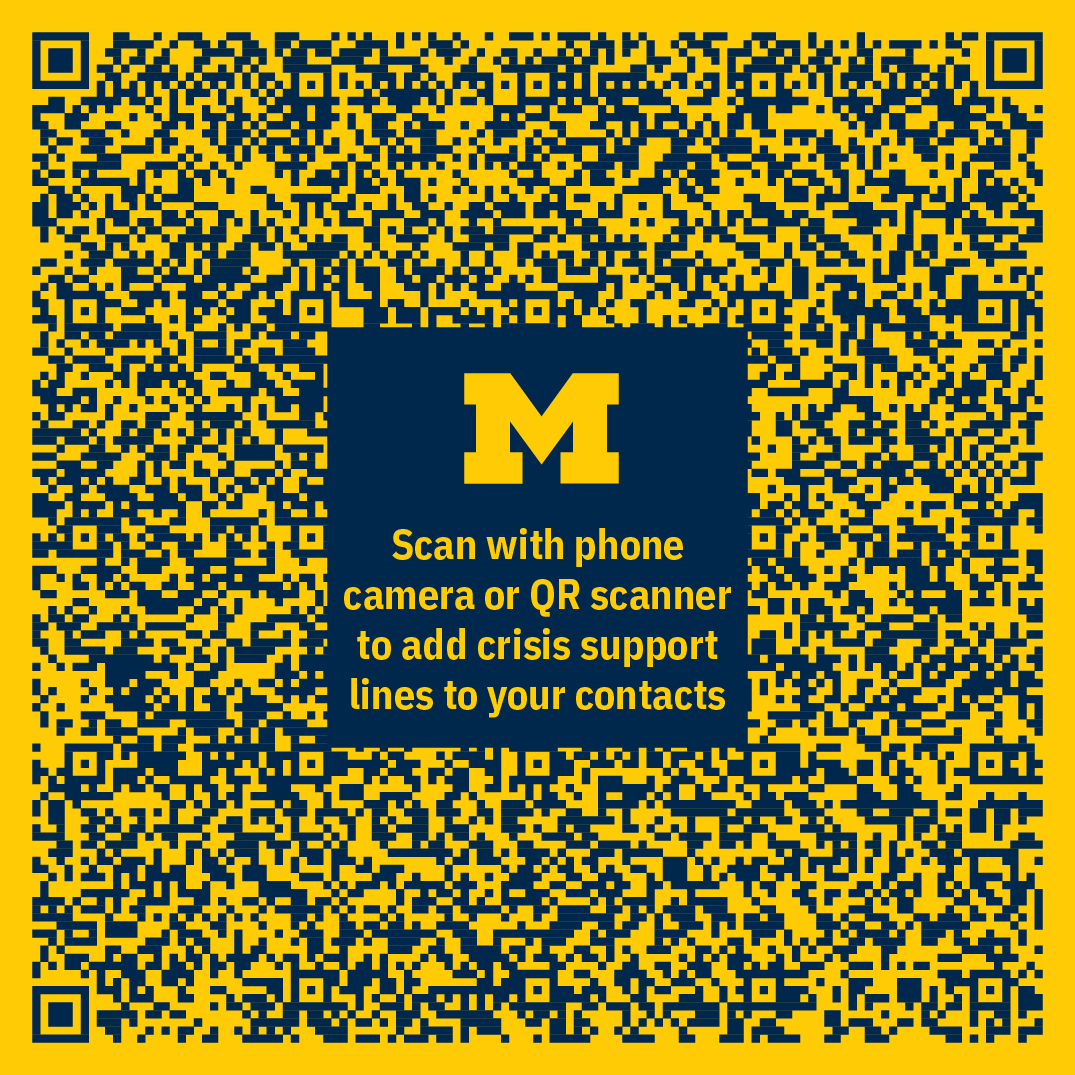 M
Scan with phone
camera or QR scanner
to add crisis support
lines to your contacts